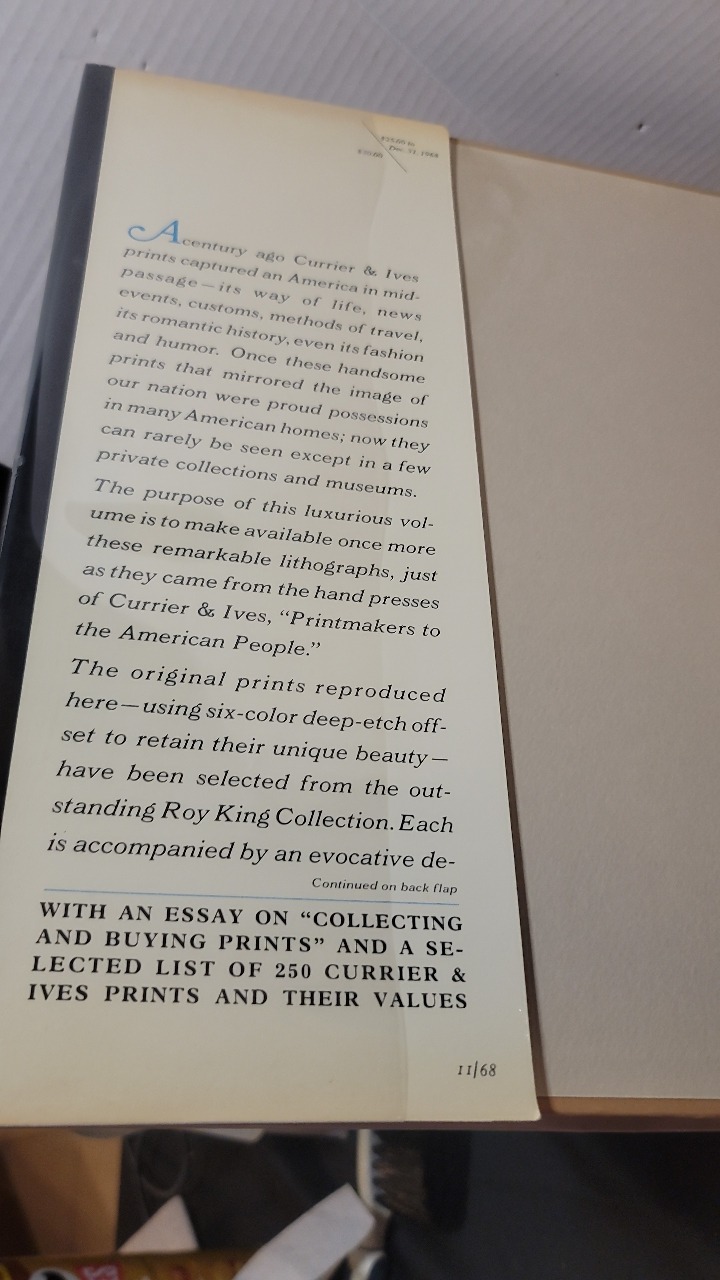 $25.00 to
Dec. 31, 1968
$30.00
A century ago Currier & Ives
prints captured an America in mid-
passage—its way of life, news
events, customs, methods of travel,
its romantic history, even its fashion
and humor. Once these handsome
prints that mirrored the image of
our nation were proud possessions
in many American homes; now they
can rarely be seen except in a few
private collections and museums.
The purpose of this luxurious vol-
ume is to make available once more
these remarkable lithographs, just
as they came from the hand presses
of Currier & Ives, “Printmakers to
the American People.”
The original prints reproduced
here—using six-color deep-etch off-
set to retain their unique beauty—
have been selected from the out-
standing Roy King Collection. Each
is accompanied by an evocative de-
Continued on back flap
WITH AN ESSAY ON “COLLECTING
AND BUYING PRINTS” AND A SE-
LECTED LIST OF 250 CURRIER &
IVES PRINTS AND THEIR VALUES
11/68